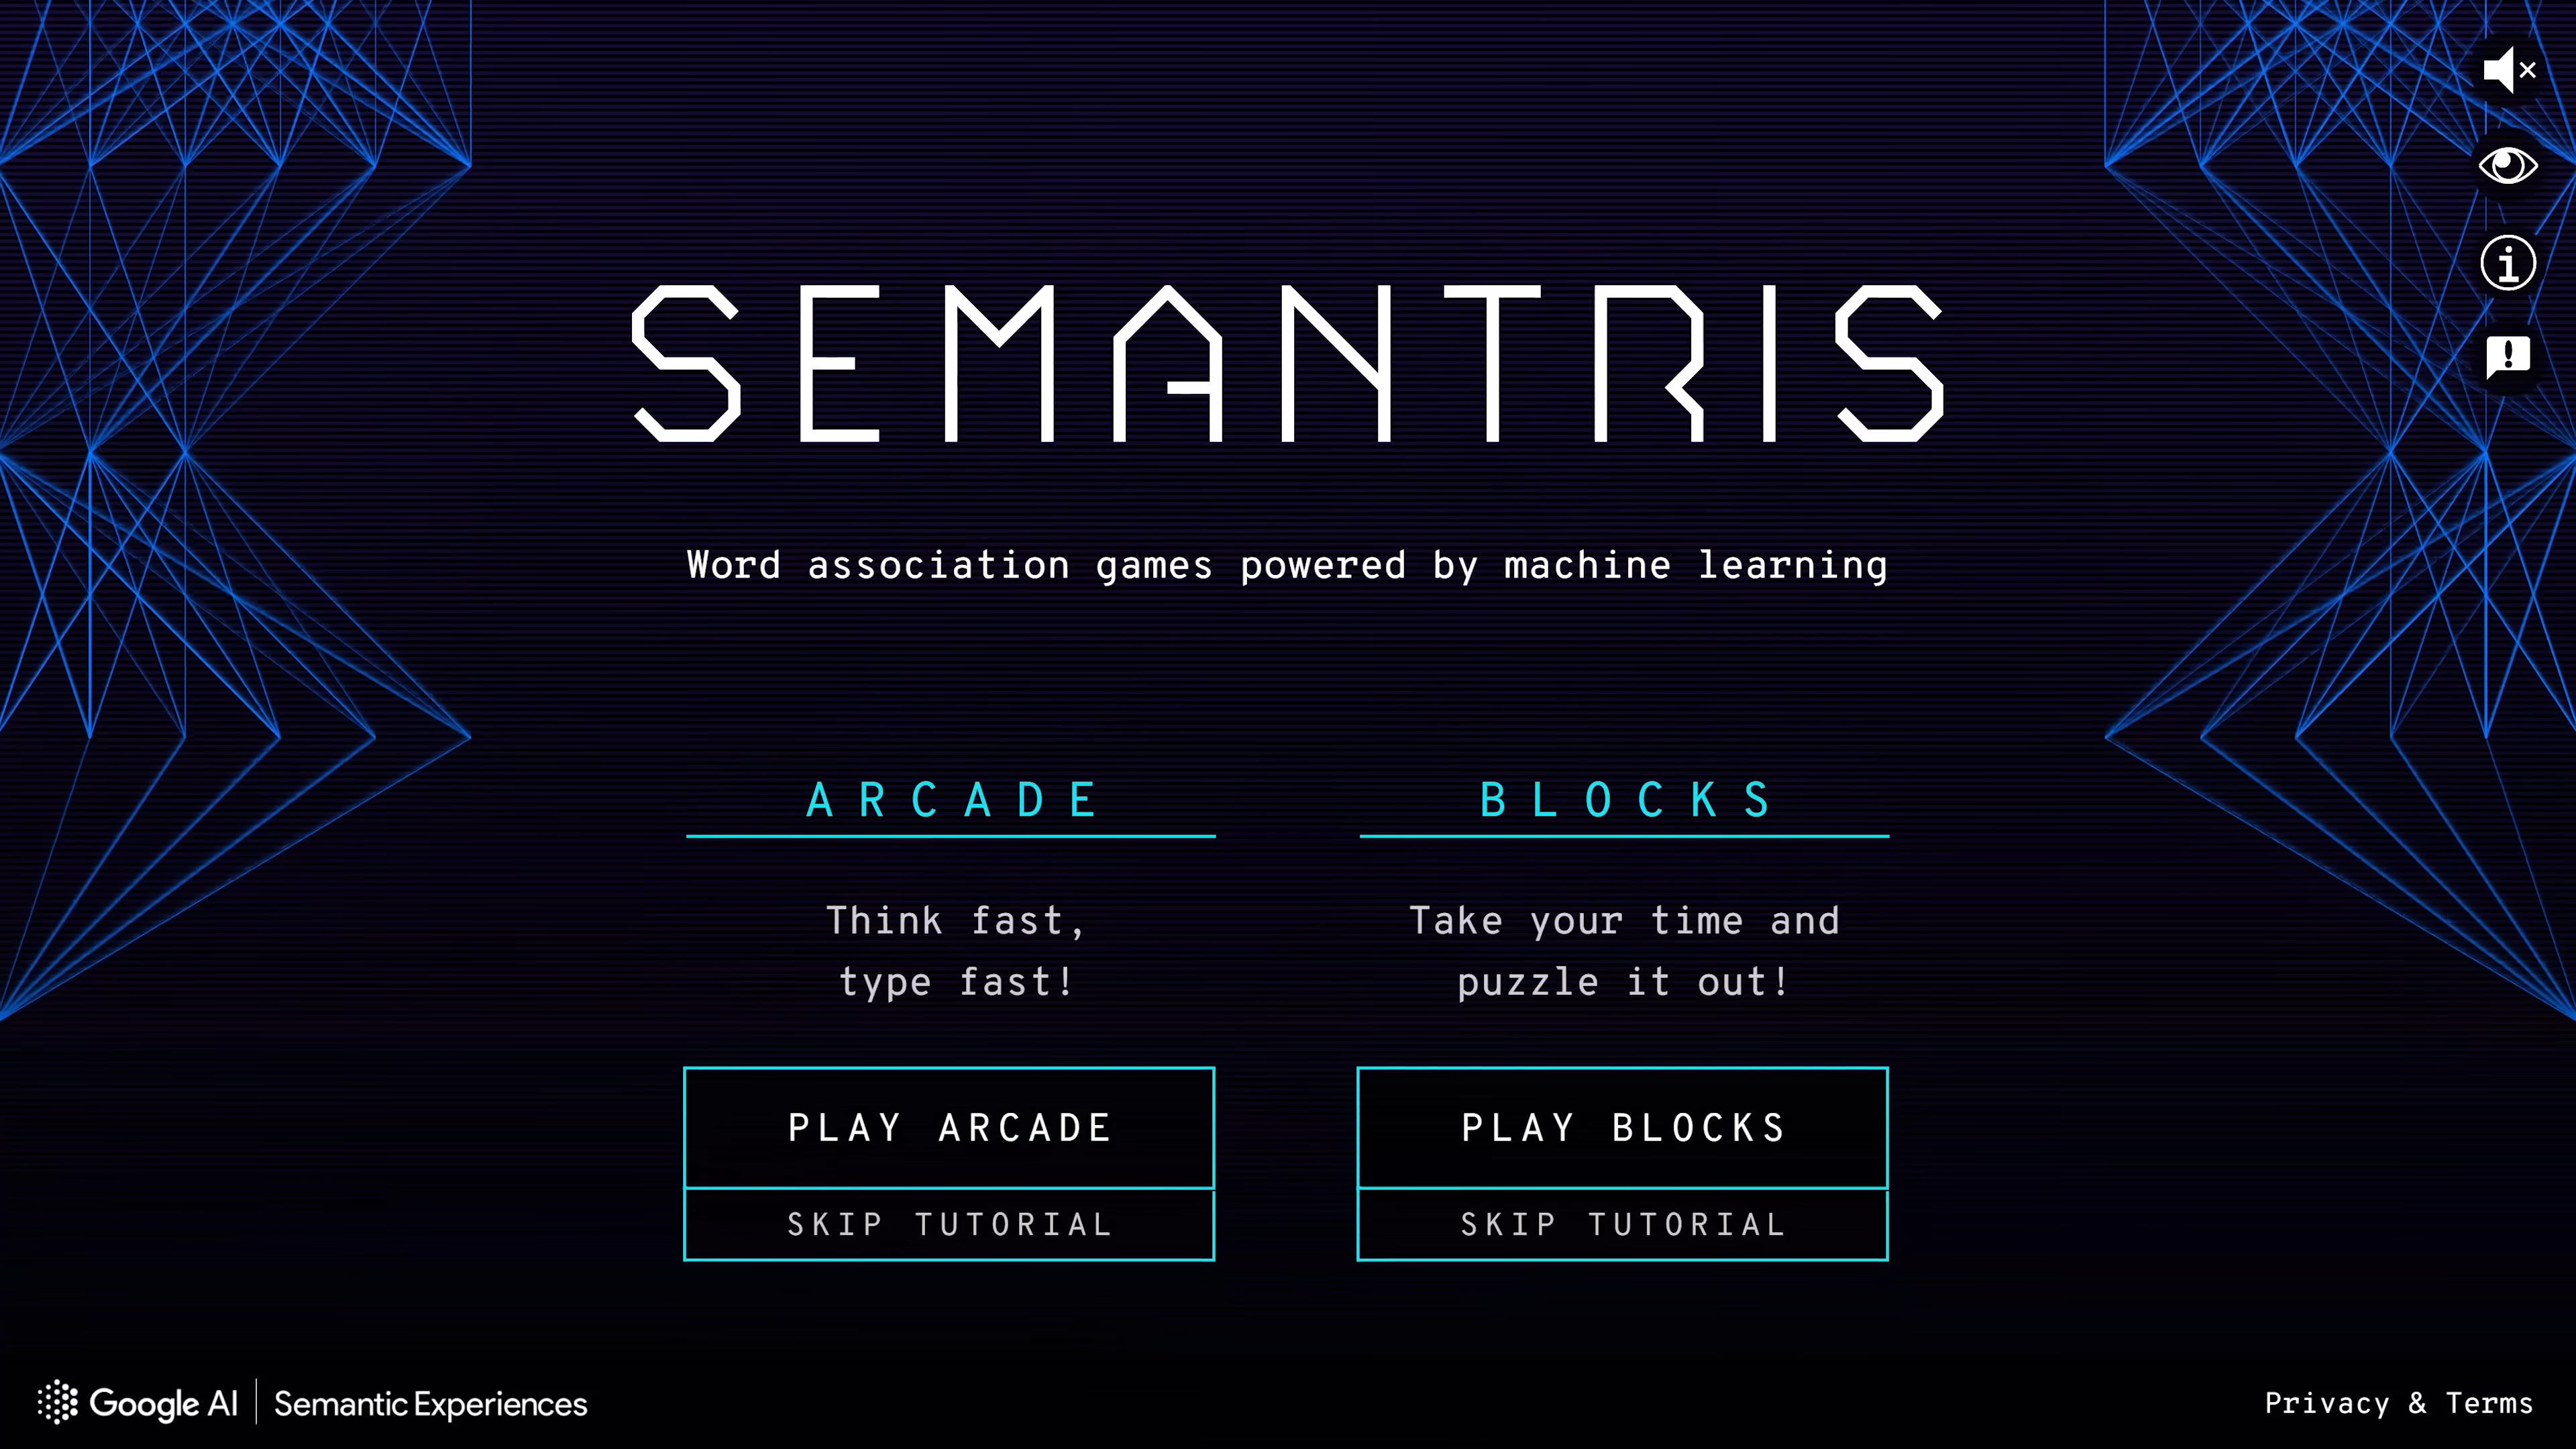 SEMANTRIS
Word association games powered by machine learning
ARCADE
Think fast,
type fast!
PLAY ARCADE
SKIP TUTORIAL
BLOCKS
Take your time and
puzzle it out!
PLAY BLOCKS
SKIP TUTORIAL
Google AI | Semantic Experiences
Privacy & Terms